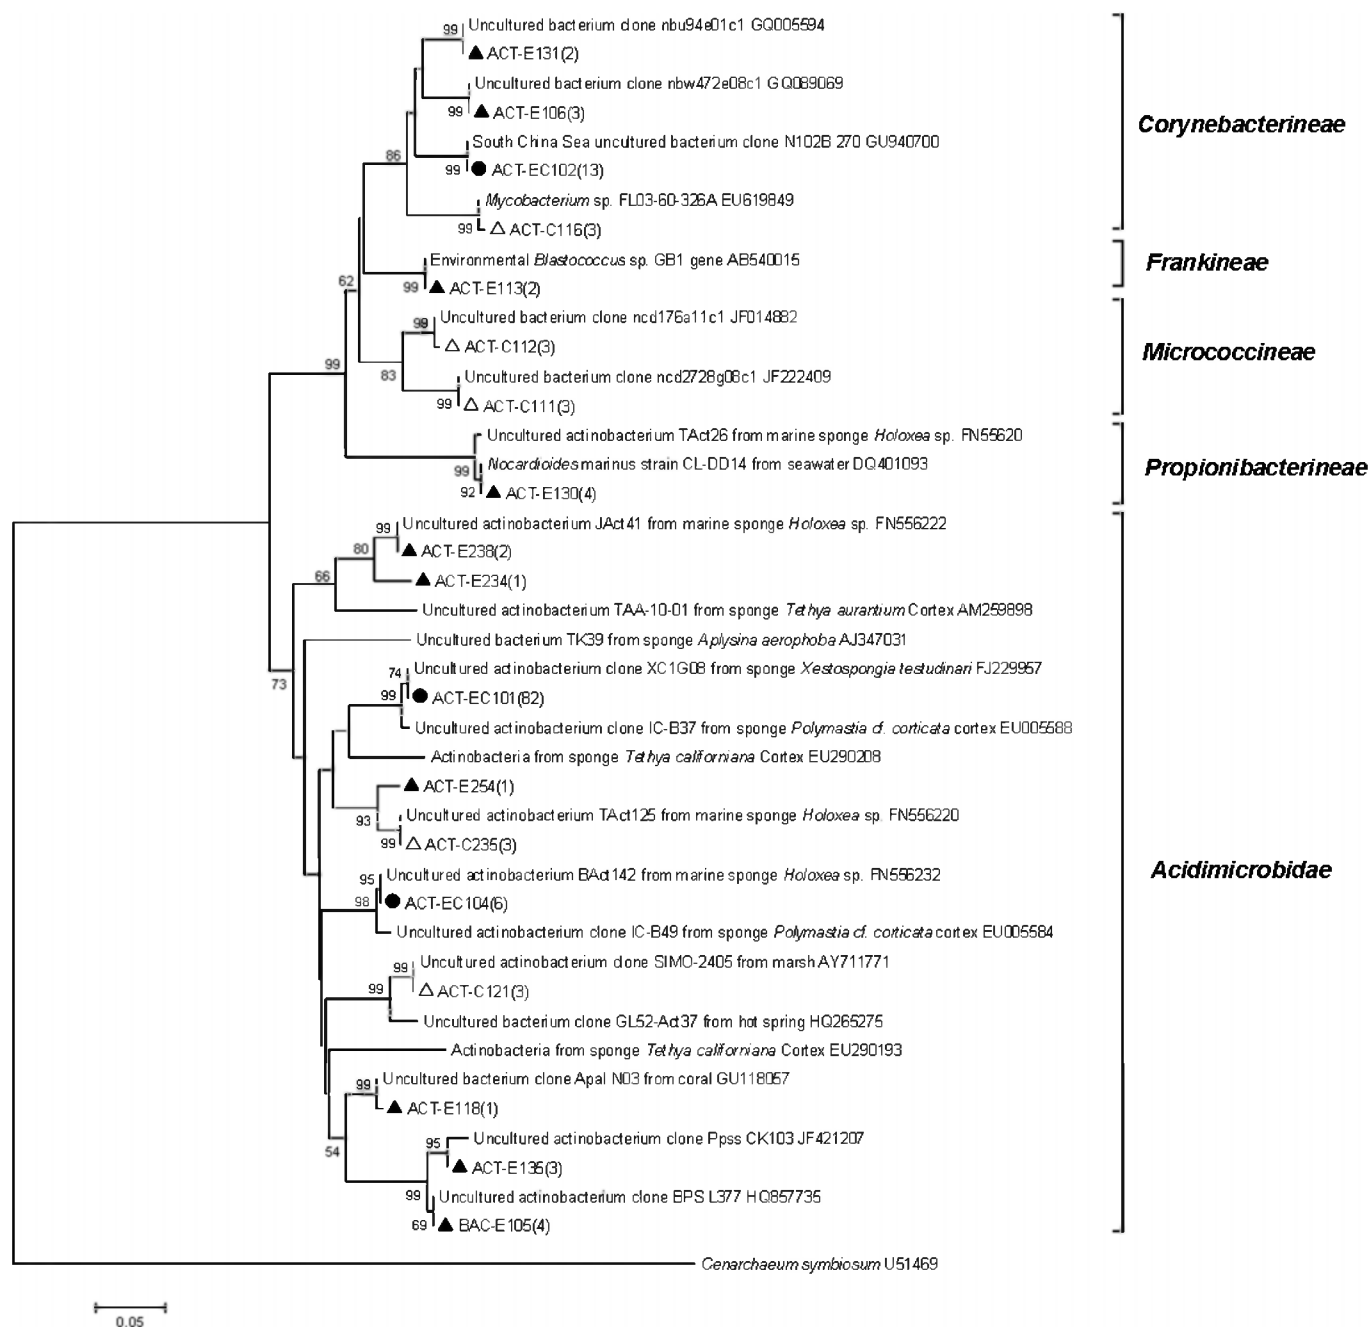 Uncultured bacterium clone nbu94e01c1 GQ005594
99
ACT-E131(2)
Uncultured bacterium clone nbw472e08c1 GQ089069
99
ACT-E106(3)
Corynebacterineae
South China Sea uncultured bacterium clone N102B 270 GU940700
86
99
ACT-EC102(13)
Mycobacterium sp. FL03-60-326A EU619849
99
ACT-C116(3)
Environmental Blastococcus sp. GB1 gene AB540015
Frankineae
62
99
ACT-E113(2)
Uncultured bacterium clone ncd176a11c1 JF014882
99
ACT-C112(3)
Micrococcineae
99
83
Uncultured bacterium clone ncd2728g08c1 JF222409
99
ACT-C111(3)
Uncultured actinobacterium TAct26 from marine sponge Holoxea sp. FN55620
Nocardioides marinus strain CL-DD14 from seawater DQ401093
Propionibacterineae
99
92
ACT-E130(4)
Uncultured actinobacterium JAct41 from marine sponge Holoxea sp. FN556222
99
80
ACT-E238(2)
66
ACT-E234(1)
Uncultured actinobacterium TAA-10-01 from sponge Tethya aurantium Cortex AM259898
Uncultured bacterium TK39 from sponge Aplysina aerophoba AJ347031
73
Uncultured actinobacterium clone XC1G08 from sponge Xestospongia testudinari FJ229957
74
99
ACT-EC101(82)
Uncultured actinobacterium clone IC-B37 from sponge Polymastia cf. corticata cortex EU005588
Actinobacteria from sponge Tethya californiana Cortex EU290208
ACT-E254(1)
93
Uncultured actinobacterium TAct125 from marine sponge Holoxea sp. FN556220
99
ACT-C235(3)
Acidimicrobidae
Uncultured actinobacterium BAct142 from marine sponge Holoxea sp. FN556232
95
98
ACT-EC104(6)
Uncultured actinobacterium clone IC-B49 from sponge Polymastia cf. corticata cortex EU005584
Uncultured actinobacterium clone SIMO-2405 from marsh AY711771
99
99
ACT-C121(3)
Uncultured bacterium clone GL52-Act37 from hot spring HQ265275
Actinobacteria from sponge Tethya californiana Cortex EU290193
Uncultured bacterium clone Apal N03 from coral GU118057
99
ACT-E118(1)
54
Uncultured actinobacterium clone Ppss CK103 JF421207
95
ACT-E135(3)
99
Uncultured actinobacterium clone BPS L377 HQ857735
69
BAC-E105(4)
Cenarchaeum symbiosum U51469
0.05